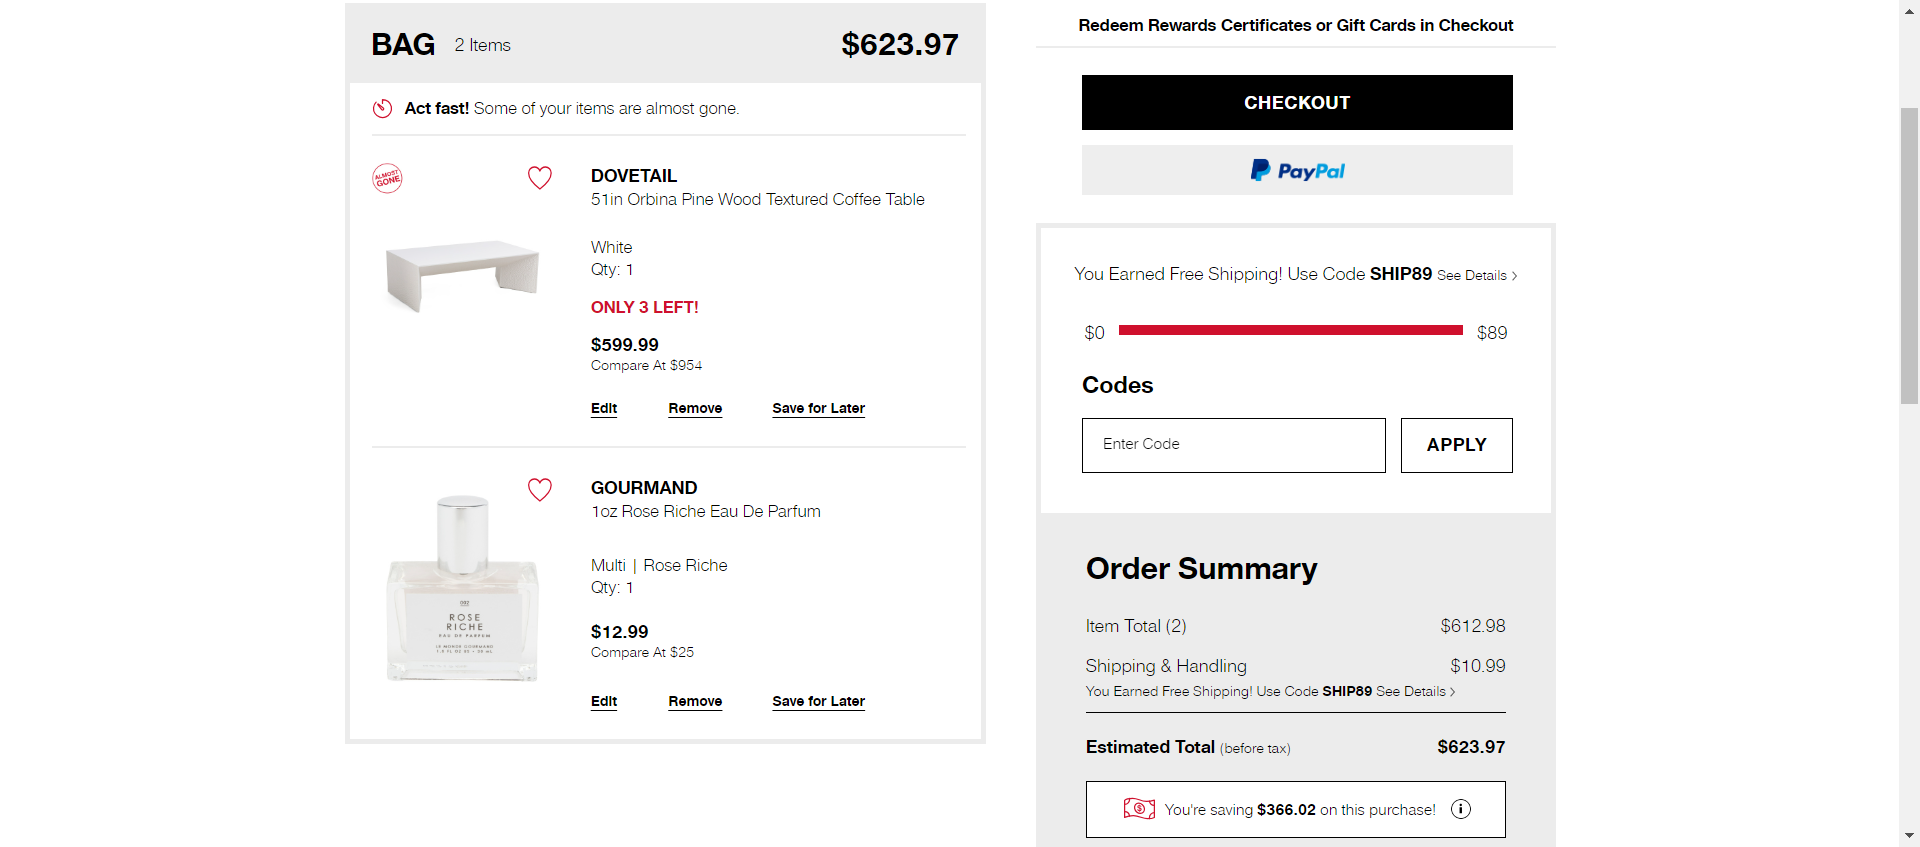 BAG 2 Items $623.97
Act fast! Some of your items are almost gone.
ALMOST
GONE
DOVETAIL
51in Orbina Pine Wood Textured Coffee Table
White
Qty: 1
ONLY 3 LEFT!
$599.99
Compare At $954
Edit Remove Save for Later
GOURMAND
1oz Rose Riche Eau De Parfum
Multi | Rose Riche
Qty: 1
$12.99
Compare At $25
Edit Remove Save for Later
ROSE
RICHE
EAU DE PARFUM
LE MONDE GOURMAND
Redeem Rewards Certificates or Gift Cards in Checkout
CHECKOUT
PayPal
You Earned Free Shipping! Use Code SHIP89 See Details >
$0 $89
Codes
Enter Code APPLY
Order Summary
Item Total (2) $612.98
Shipping & Handling $10.99
You Earned Free Shipping! Use Code SHIP89 See Details >
Estimated Total (before tax) $623.97
You're saving $366.02 on this purchase!